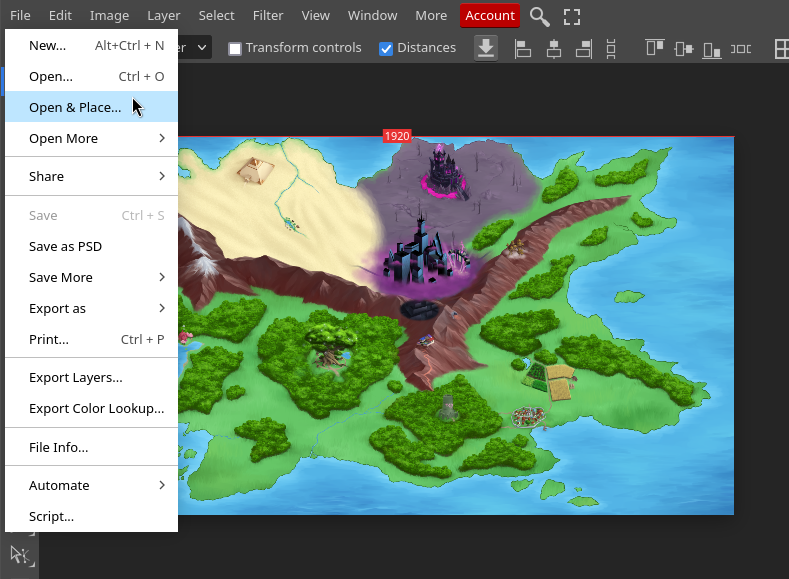 File Edit Image Layer Select Filter View Window More Account
Transform controls Distances
New... Alt+Ctrl + N
Open... Ctrl + O
Open & Place...
Open More
Share
Save Ctrl + S
Save as PSD
Save More
Export as
Print... Ctrl + P
Export Layers...
Export Color Lookup...
File Info...
Automate
Script...
1920